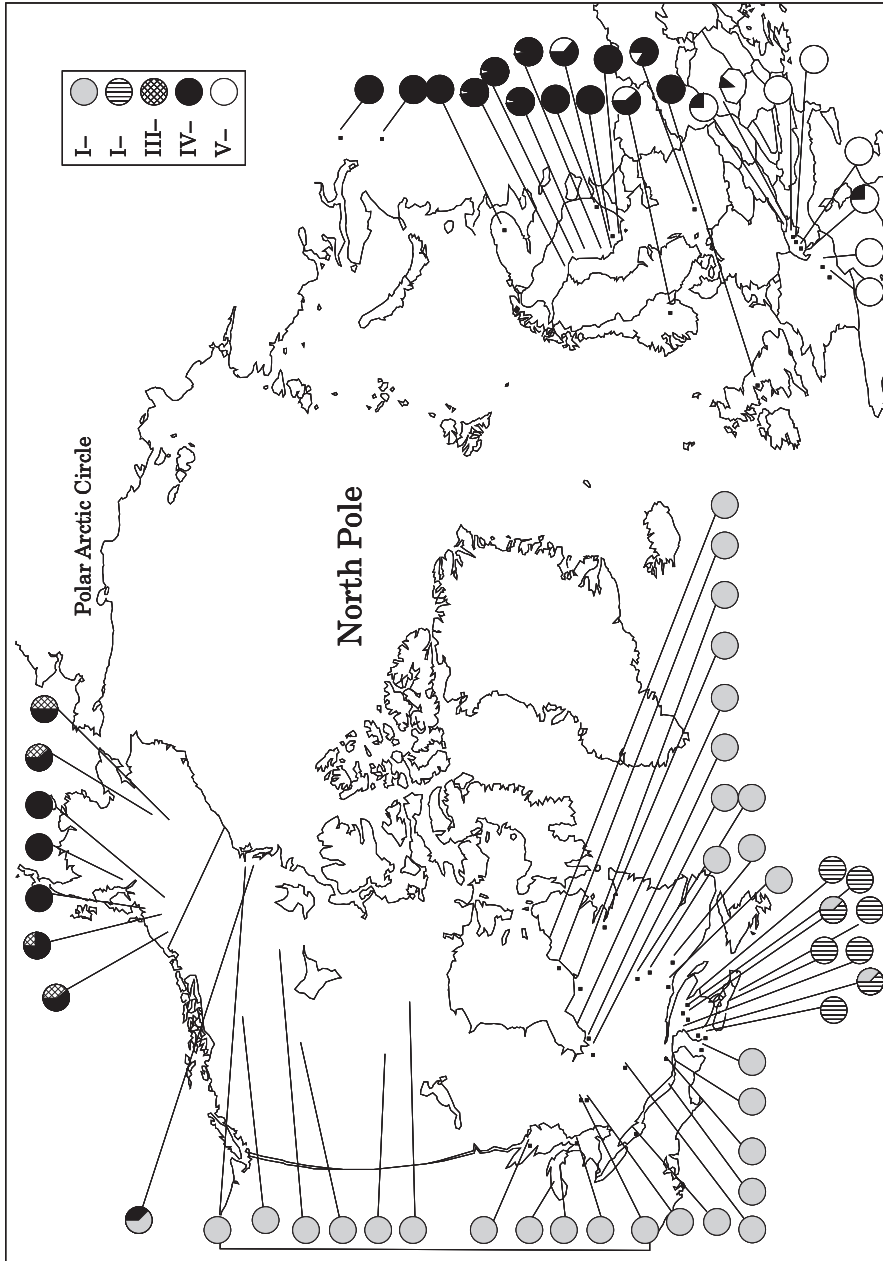 I–
I–
III–
IV–
V–
Polar Arctic Circle
North Pole